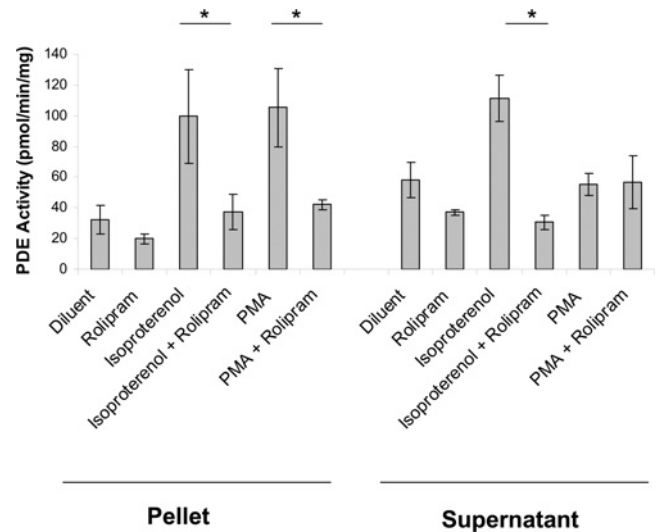 * * *
PDE Activity (pmol/min/mg)
140
120
100
80
60
40
20
0
Diluent
Rolipram
Isoproterenol
Isoproterenol + Rolipram
PMA
PMA + Rolipram
Diluent
Rolipram
Isoproterenol
Isoproterenol + Rolipram
PMA
PMA + Rolipram
Pellet
Supernatant